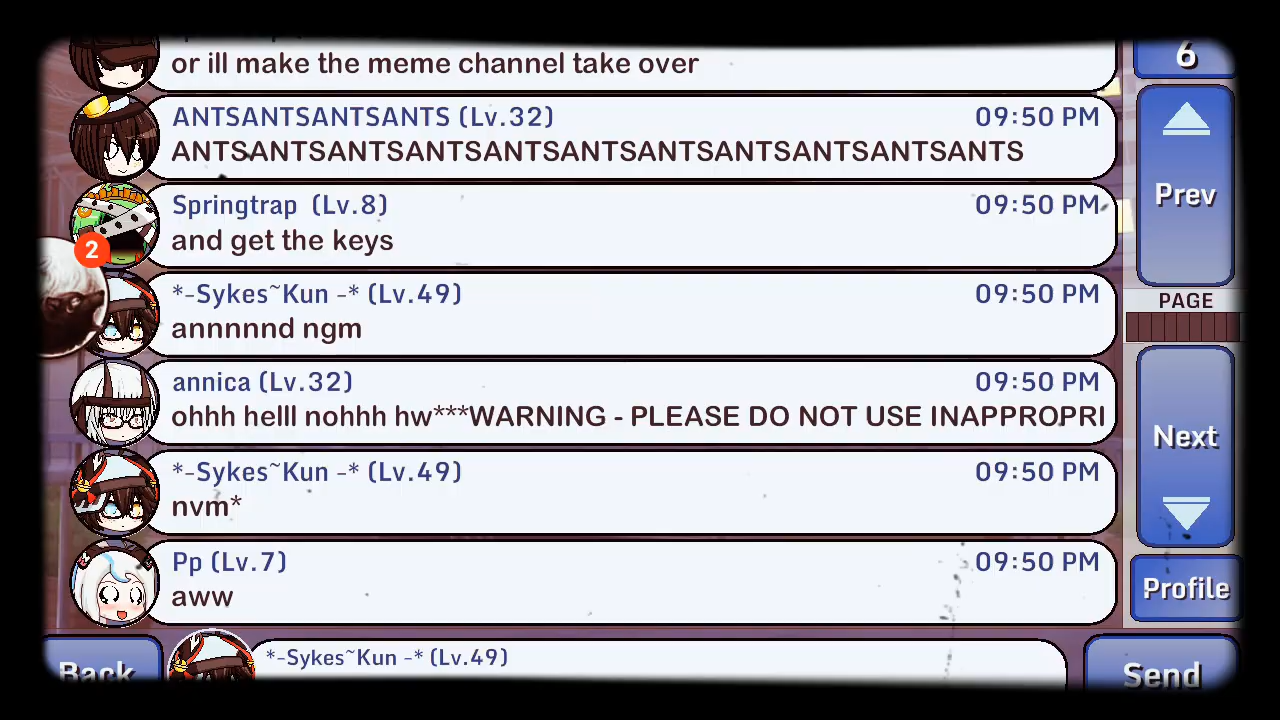 or ill make the meme channel take over
6
ANTSANTSANTSANTS (Lv.32) 09:50 PM
ANTSANTSANTSANTSANTSANTSANTSANTSANTSANTSANTS
Prev
Springtrap (Lv.8) 09:50 PM
and get the keys
2
*-Sykes~Kun -* (Lv.49) 09:50 PM
annnnnd ngm
PAGE
annica (Lv.32) 09:50 PM
ohhh helll nohhh hw***WARNING - PLEASE DO NOT USE INAPPROPRI
Next
*-Sykes~Kun -* (Lv.49) 09:50 PM
nvm*
Pp (Lv.7) 09:50 PM
aww
Profile
Back
*-Sykes~Kun -* (Lv.49)
Send